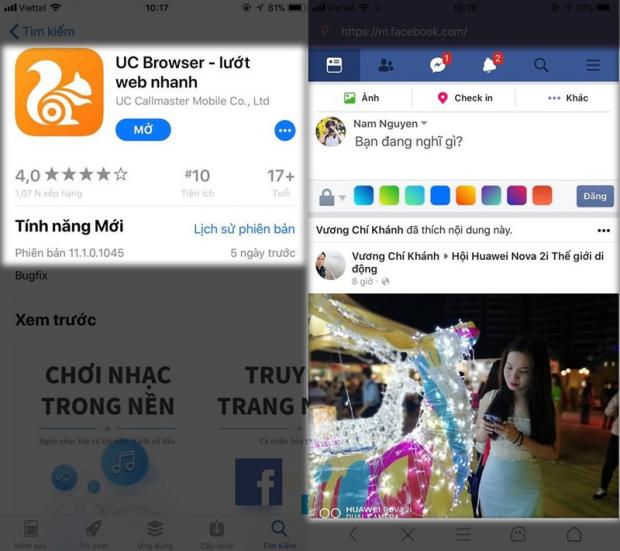 Viettel 10:17 81%
Tìm kiếm
UC Browser - lướt
web nhanh
UC Callmaster Mobile Co., Ltd
MỞ
4,0
#10
17+
1,07 N xếp hạng
Tiện ích
Tuổi
Tính năng Mới
Lịch sử phiên bản
Phiên bản 11.1.0.1045
5 ngày trước
Bugfix
Xem trước
CHƠI NHẠC
TRONG NỀN
Nghe nhạc bất cứ khi nào, ở bất cứ đâu
TRUY
TRANG N
Cá nhân hóa t
Hôm nay
Trò chơi
Ứng dụng
Cập nhật
Tìm kiếm
Viettel 10:19 81%
https://m.facebook.com/
1
2
Ảnh
Check in
Khác
Nam Nguyen
Bạn đang nghĩ gì?
Đăng
Vương Chí Khánh đã thích nội dung này.
Vương Chí Khánh ▸ Hội Huawei Nova 2i Thế giới di
động
8 giờ ·
HUAWEI Nova 2i
DUAL CAMERA